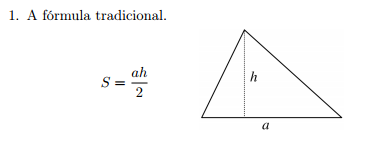 1. A fórmula tradicional.
S = ah/2
h
a